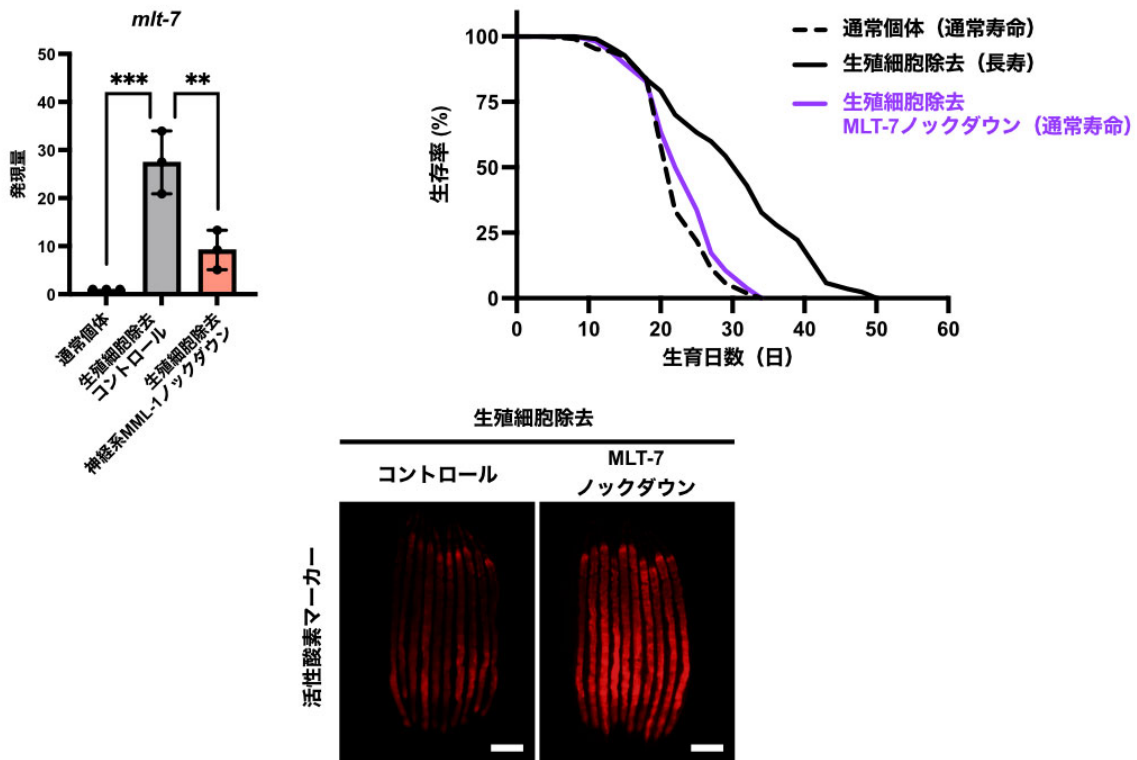 mlt-7
50
40
30
20
10
0
発現量
***
**
通常個体
生殖細胞除去
コントロール
生殖細胞除去
神経系MML-1ノックダウン
100
75
50
25
0
生存率 (%)
0 10 20 30 40 50 60
生育日数（日）
通常個体（通常寿命）
生殖細胞除去（長寿）
生殖細胞除去
MLT-7ノックダウン（通常寿命）
生殖細胞除去
コントロール
MLT-7
ノックダウン
活性酸素マーカー